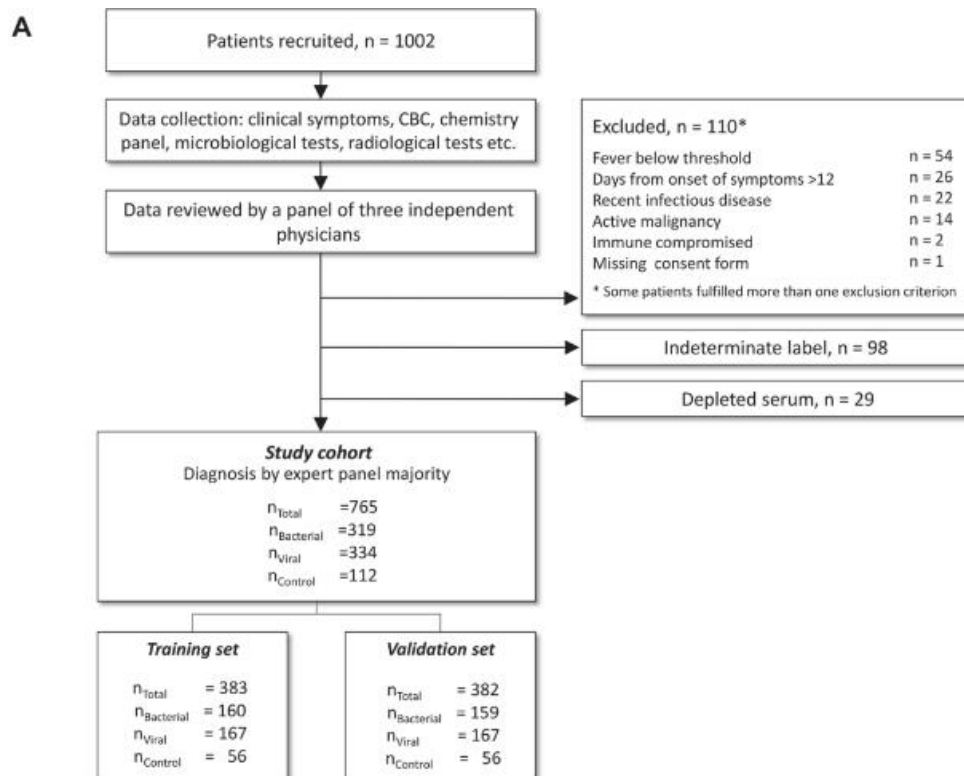 A
Patients recruited, n = 1002
Data collection: clinical symptoms, CBC, chemistry
panel, microbiological tests, radiological tests etc.
Data reviewed by a panel of three independent
physicians
Excluded, n = 110*
Fever below threshold n = 54
Days from onset of symptoms >12 n = 26
Recent infectious disease n = 22
Active malignancy n = 14
Immune compromised n = 2
Missing consent form n = 1
* Some patients fulfilled more than one exclusion criterion
Indeterminate label, n = 98
Depleted serum, n = 29
Study cohort
Diagnosis by expert panel majority
nTotal =765
nBacterial =319
nViral =334
nControl =112
Training set
nTotal = 383
nBacterial = 160
nViral = 167
nControl = 56
Validation set
nTotal = 382
nBacterial = 159
nViral = 167
nControl = 56